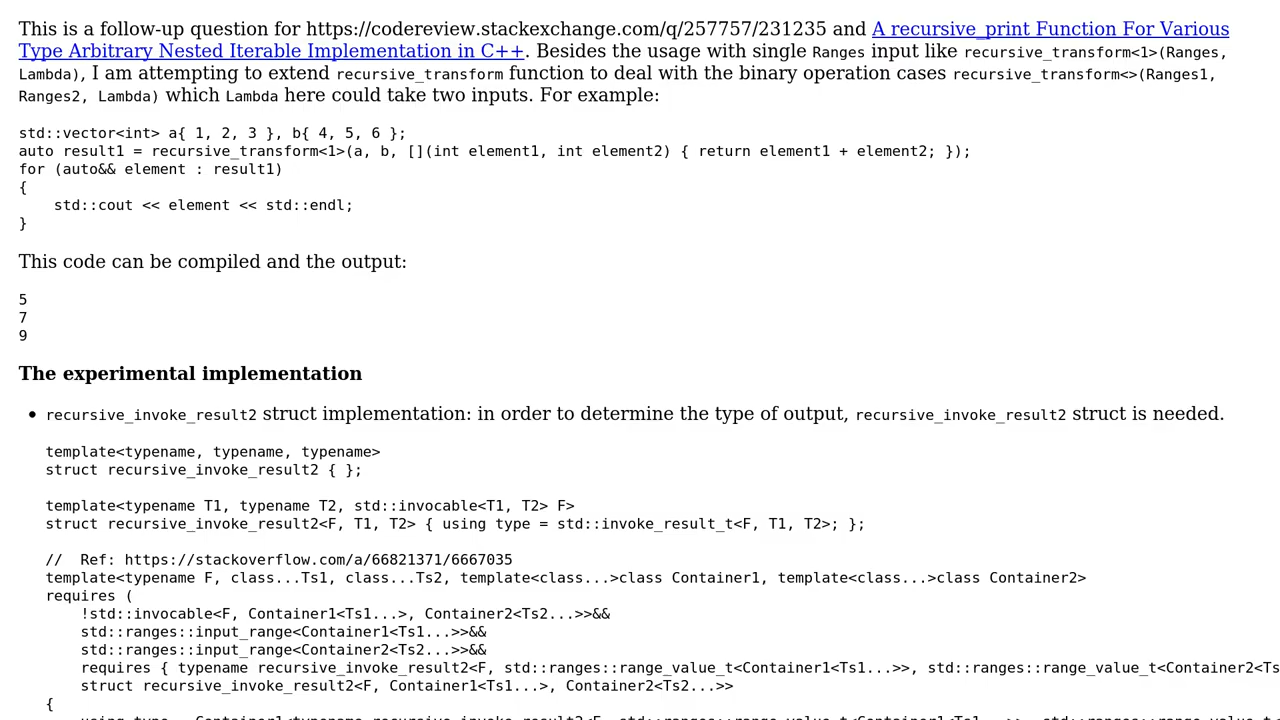 This is a follow-up question for https://codereview.stackexchange.com/q/257757/231235 and A recursive_print Function For Various
Type Arbitrary Nested Iterable Implementation in C++. Besides the usage with single Ranges input like recursive_transform<1>(Ranges,
Lambda), I am attempting to extend recursive_transform function to deal with the binary operation cases recursive_transform<>(Ranges1,
Ranges2, Lambda) which Lambda here could take two inputs. For example:
std::vector<int> a{ 1, 2, 3 }, b{ 4, 5, 6 };
auto result1 = recursive_transform<1>(a, b, [](int element1, int element2) { return element1 + element2; });
for (auto&& element : result1)
{
    std::cout << element << std::endl;
}
This code can be compiled and the output:
5
7
9
The experimental implementation
• recursive_invoke_result2 struct implementation: in order to determine the type of output, recursive_invoke_result2 struct is needed.
template<typename, typename, typename>
struct recursive_invoke_result2 { };
template<typename T1, typename T2, std::invocable<T1, T2> F>
struct recursive_invoke_result2<F, T1, T2> { using type = std::invoke_result_t<F, T1, T2>; };
//  Ref: https://stackoverflow.com/a/66821371/6667035
template<typename F, class...Ts1, class...Ts2, template<class...>class Container1, template<class...>class Container2>
requires (
    !std::invocable<F, Container1<Ts1...>, Container2<Ts2...>>&&
    std::ranges::input_range<Container1<Ts1...>>&&
    std::ranges::input_range<Container2<Ts2...>>&&
    requires { typename recursive_invoke_result2<F, std::ranges::range_value_t<Container1<Ts1...>>, std::ranges::range_value_t<Container2<Ts
    struct recursive_invoke_result2<F, Container1<Ts1...>, Container2<Ts2...>>
{